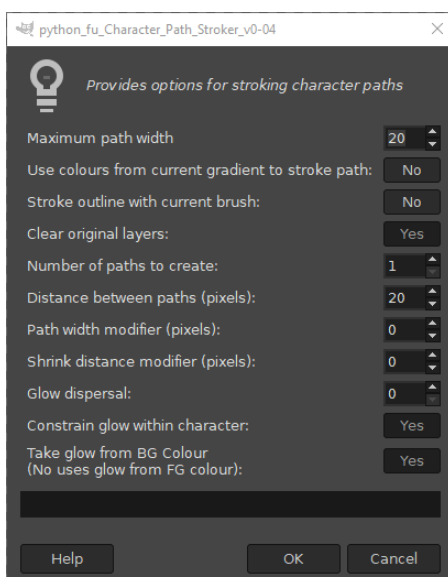 python_fu_Character_Path_Stroker_v0-04
Provides options for stroking character paths
Maximum path width 20
Use colours from current gradient to stroke path: No
Stroke outline with current brush: No
Clear original layers: Yes
Number of paths to create: 1
Distance between paths (pixels): 20
Path width modifier (pixels): 0
Shrink distance modifier (pixels): 0
Glow dispersal: 0
Constrain glow within character: Yes
Take glow from BG Colour
(No uses glow from FG colour): Yes
Help OK Cancel